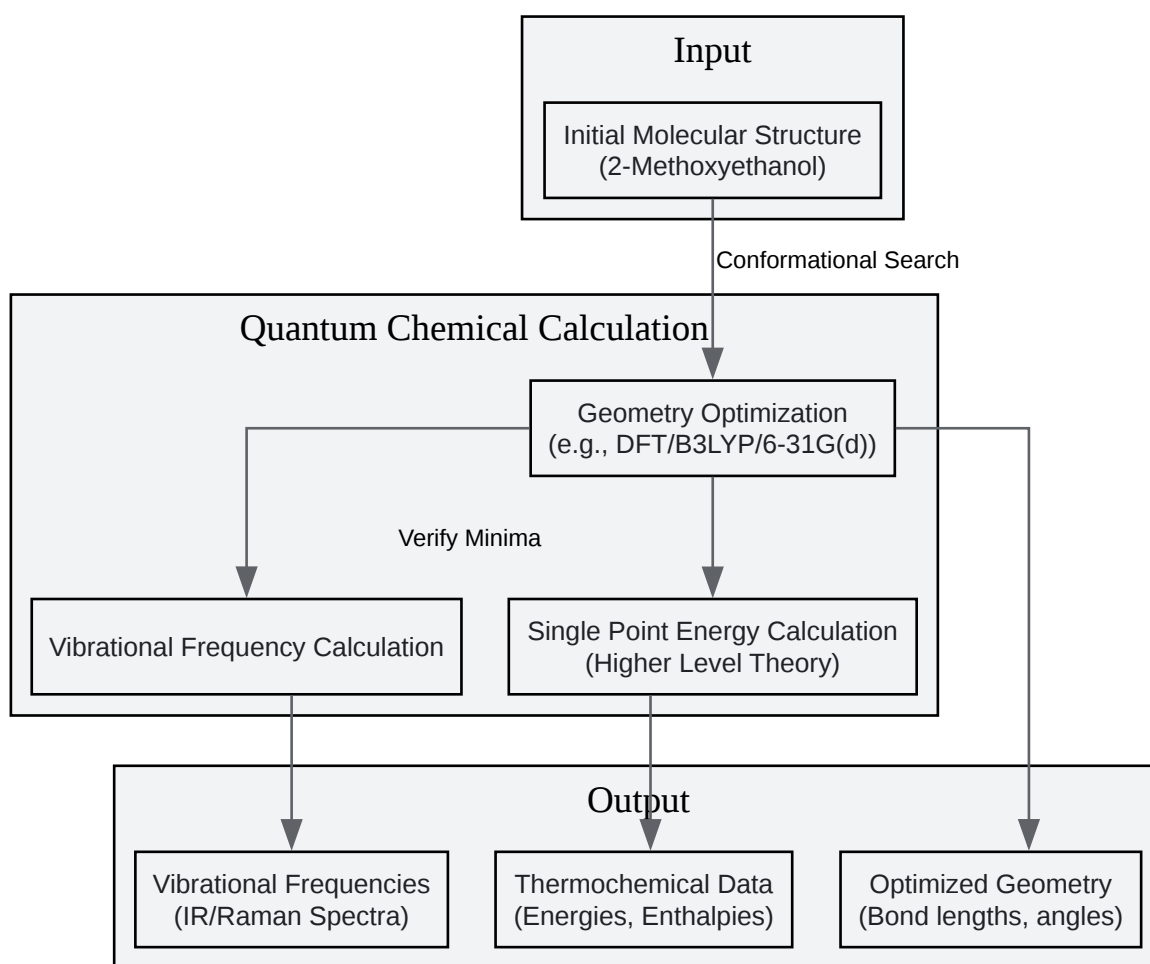 Input
Initial Molecular Structure
(2-Methoxyethanol)
Conformational Search
Quantum Chemical Calculation
Geometry Optimization
(e.g., DFT/B3LYP/6-31G(d))
Verify Minima
Vibrational Frequency Calculation
Single Point Energy Calculation
(Higher Level Theory)
Output
Vibrational Frequencies
(IR/Raman Spectra)
Thermochemical Data
(Energies, Enthalpies)
Optimized Geometry
(Bond lengths, angles)